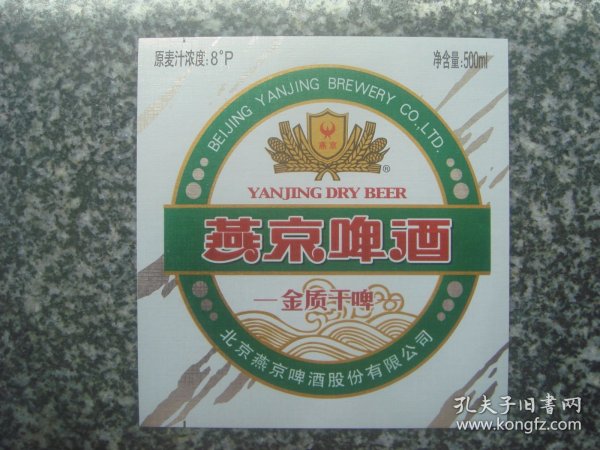 原麦汁浓度:8°P
净含量:500ml
BEIJING YANJING BREWERY CO.,LTD.
燕京
®
YANJING DRY BEER
燕京啤酒
—金质干啤
北京燕京啤酒股份有限公司
孔夫子旧書网
www.kongfz.com